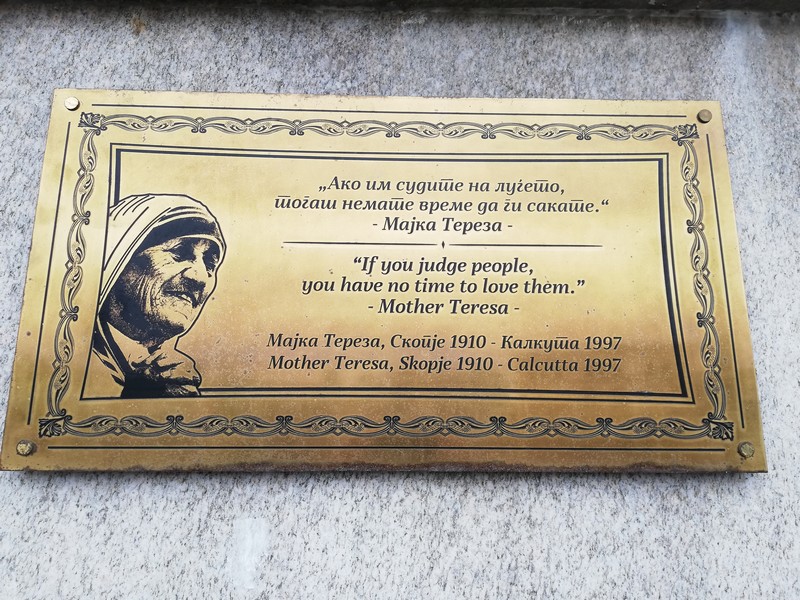 „Ако им судите на луѓето,
тогаш немате време да ги сакате.“
- Мајка Тереза -
“If you judge people,
you have no time to love them.”
- Mother Teresa -
Мајка Тереза, Скопје 1910 - Калкута 1997
Mother Teresa, Skopje 1910 - Calcutta 1997